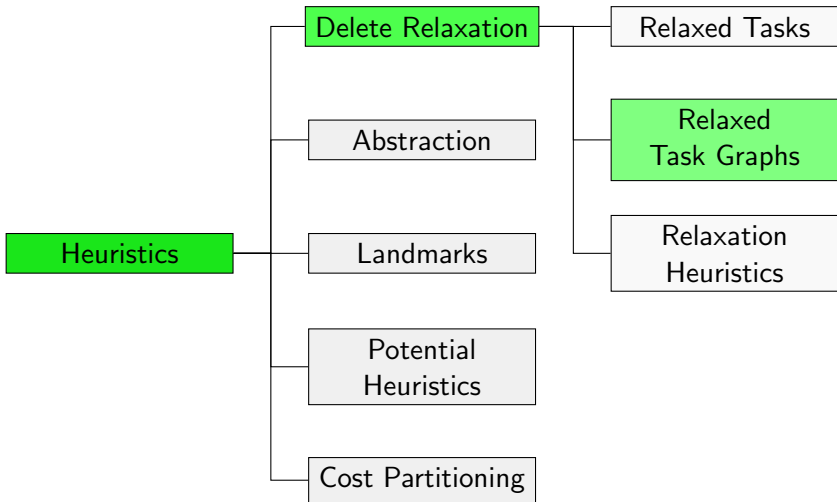 Heuristics
Delete Relaxation
Abstraction
Landmarks
Potential
Heuristics
Cost Partitioning
Relaxed Tasks
Relaxed
Task Graphs
Relaxation
Heuristics